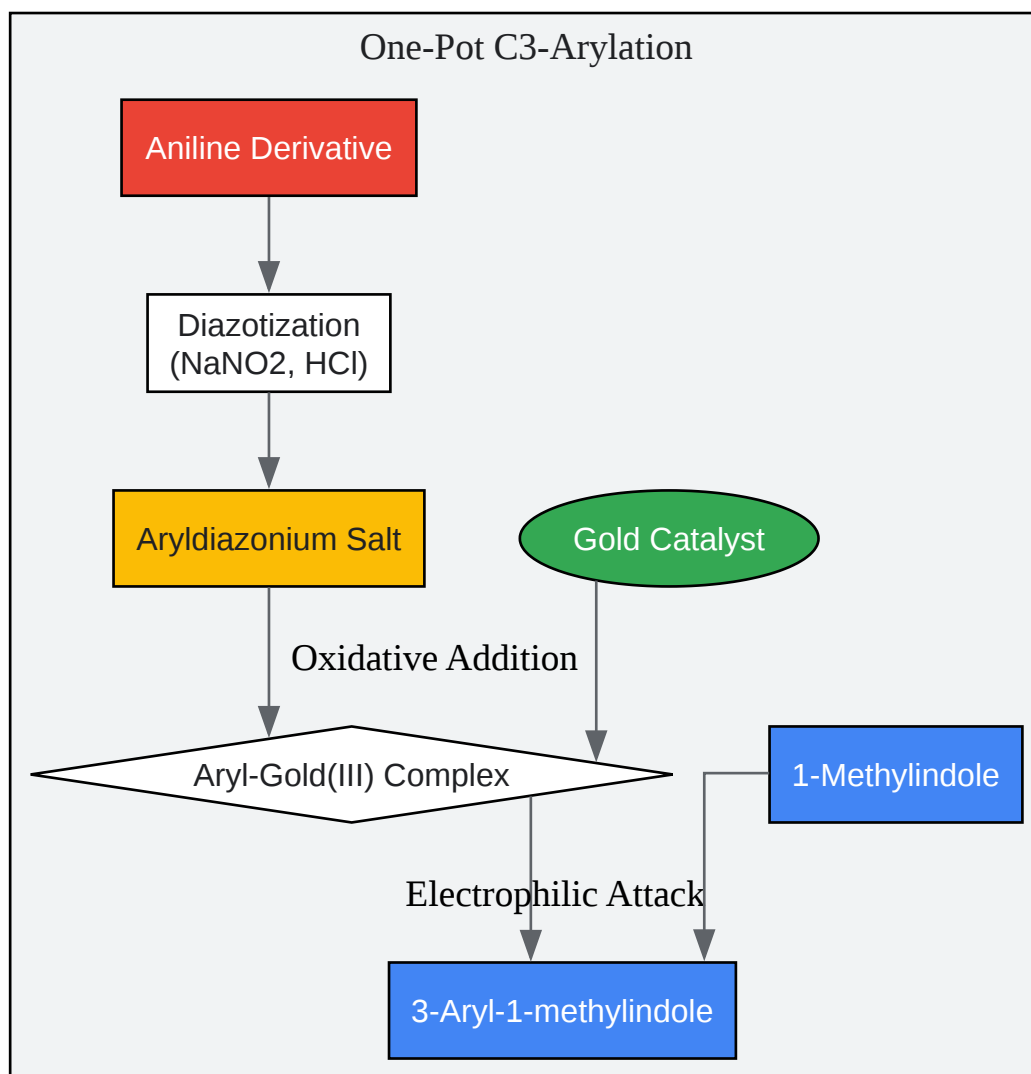 One-Pot C3-Arylation
Aniline Derivative
Diazotization
(NaNO2, HCl)
Aryldiazonium Salt
Gold Catalyst
Oxidative Addition
Aryl-Gold(III) Complex
1-Methylindole
Electrophilic Attack
3-Aryl-1-methylindole